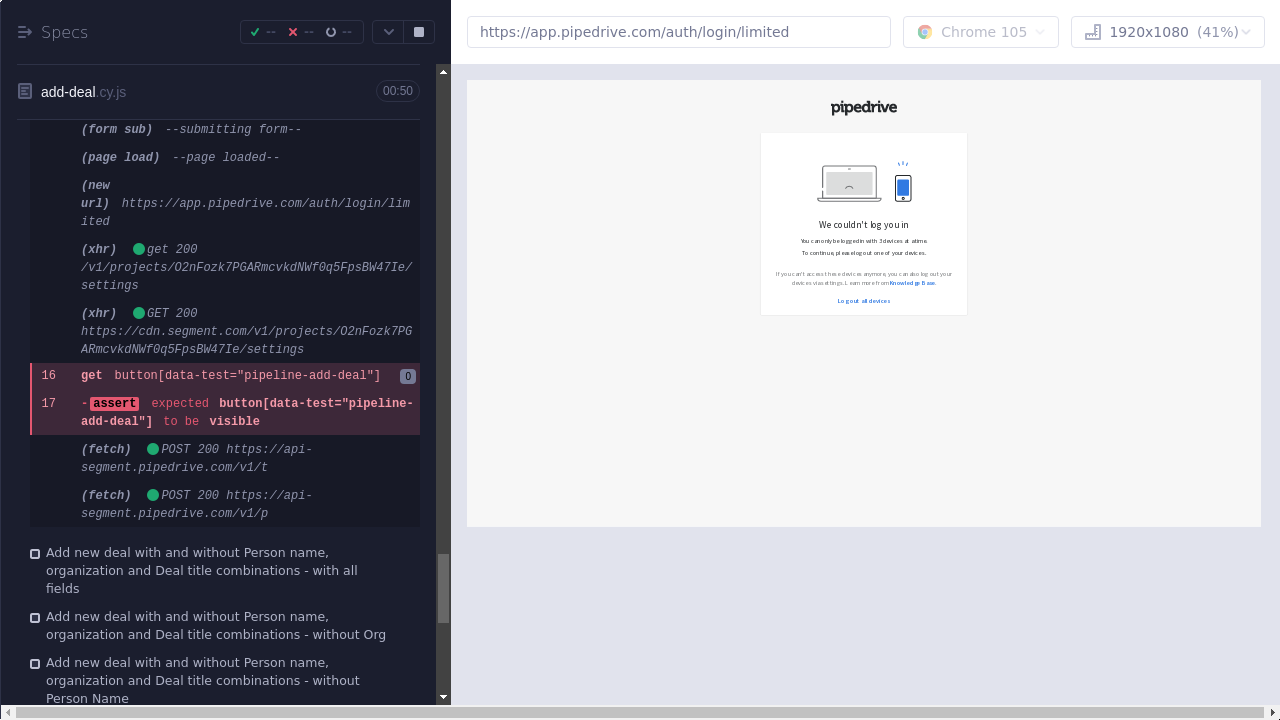 Specs
--
--
--
https://app.pipedrive.com/auth/login/limited
Chrome 105
1920x1080 (41%)
add-deal.cy.js
00:50
(form sub) --submitting form--
(page load) --page loaded--
(new
url) https://app.pipedrive.com/auth/login/lim
ited
(xhr) get 200
/v1/projects/O2nFozk7PGARmcvkdNWf0q5FpsBW47Ie/
settings
(xhr) GET 200
https://cdn.segment.com/v1/projects/O2nFozk7PG
ARmcvkdNWf0q5FpsBW47Ie/settings
16 get button[data-test="pipeline-add-deal"] 0
17 -assert expected button[data-test="pipeline-
add-deal"] to be visible
(fetch) POST 200 https://api-
segment.pipedrive.com/v1/t
(fetch) POST 200 https://api-
segment.pipedrive.com/v1/p
Add new deal with and without Person name,
organization and Deal title combinations - with all
fields
Add new deal with and without Person name,
organization and Deal title combinations - without Org
Add new deal with and without Person name,
organization and Deal title combinations - without
Person Name
pipedrive
We couldn't log you in
You can only be logged in with 3 devices at a time.
To continue, please log out one of your devices.
If you can't access these devices anymore, you can also log out your
devices via settings. Learn more from Knowledge Base.
Log out all devices